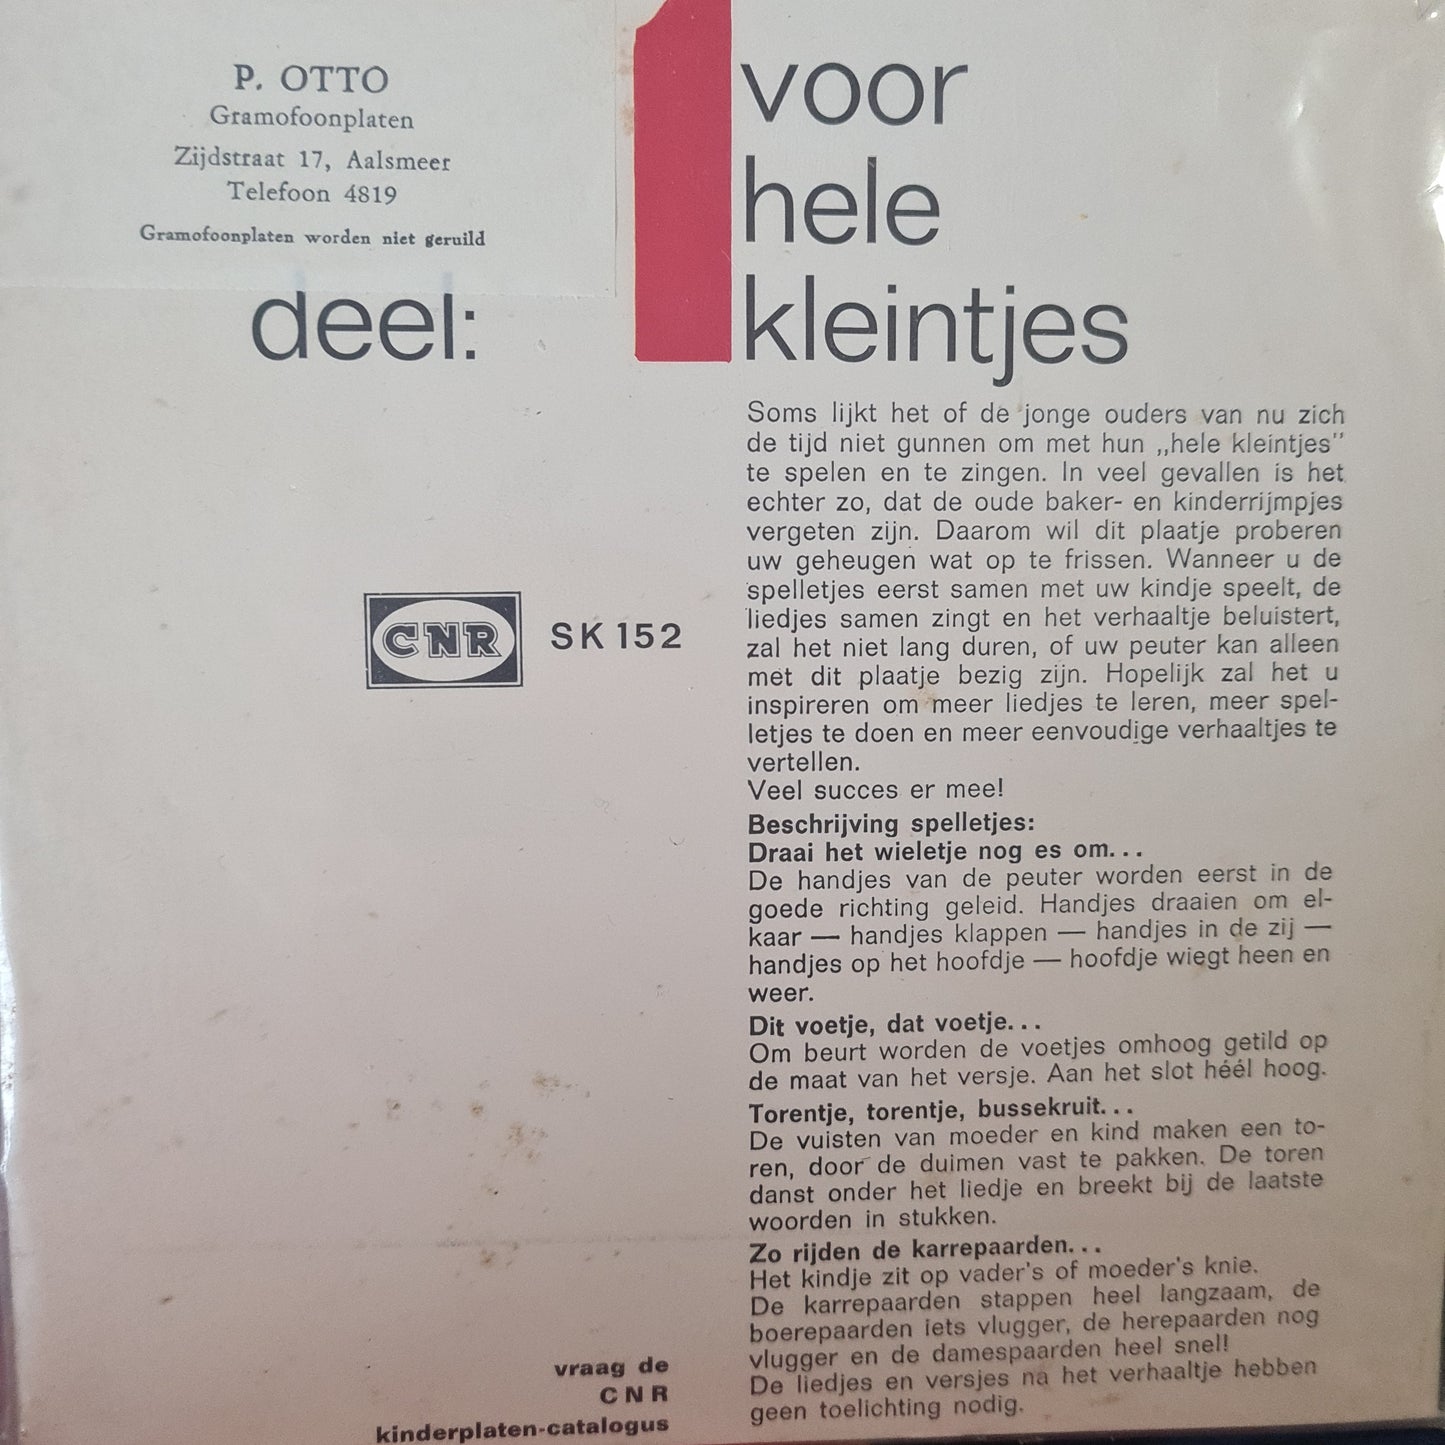 P. OTTO
Gramofoonplaten
Zijdstraat 17, Aalsmeer
Telefoon 4819
Gramofoonplaten worden niet geruild
deel:
1
voor
hele
kleintjes
CNR
SK 152
Soms lijkt het of de jonge ouders van nu zich
de tijd niet gunnen om met hun „hele kleintjes”
te spelen en te zingen. In veel gevallen is het
echter zo, dat de oude baker- en kinderrijmpjes
vergeten zijn. Daarom wil dit plaatje proberen
uw geheugen wat op te frissen. Wanneer u de
spelletjes eerst samen met uw kindje speelt, de
liedjes samen zingt en het verhaaltje beluistert,
zal het niet lang duren, of uw peuter kan alleen
met dit plaatje bezig zijn. Hopelijk zal het u
inspireren om meer liedjes te leren, meer spel-
letjes te doen en meer eenvoudige verhaaltjes te
vertellen.
Veel succes er mee!
Beschrijving spelletjes:
Draai het wieletje nog es om...
De handjes van de peuter worden eerst in de
goede richting geleid. Handjes draaien om el-
kaar — handjes klappen — handjes in de zij —
handjes op het hoofdje — hoofdje wiegt heen en
weer.
Dit voetje, dat voetje...
Om beurt worden de voetjes omhoog getild op
de maat van het versje. Aan het slot héél hoog.
Torentje, torentje, bussekruit...
De vuisten van moeder en kind maken een to-
ren, door de duimen vast te pakken. De toren
danst onder het liedje en breekt bij de laatste
woorden in stukken.
Zo rijden de karrepaarden...
Het kindje zit op vader's of moeder's knie.
De karrepaarden stappen heel langzaam, de
boerepaarden iets vlugger, de herepaarden nog
vlugger en de damespaarden heel snel!
De liedjes en versjes na het verhaaltje hebben
geen toelichting nodig.
vraag de
CNR
kinderplaten-catalogus